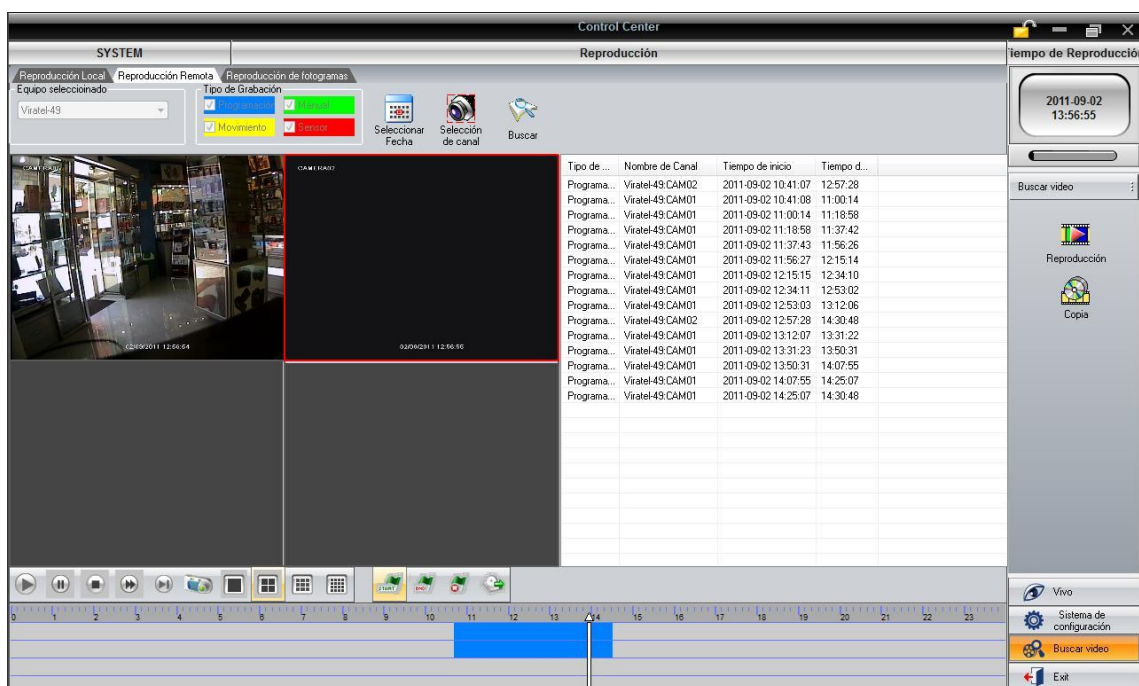 Control Center
SYSTEM
Reproducción
iempo de Reproducció
Reproducción Local
Reproducción Remota
Reproducción de fotogramas
Equipo seleccioinado
Tipo de Grabación
Viratel-49
Programación
Manual
Movimiento
Sensor
Seleccionar Fecha
Selección de canal
Buscar
2011-09-02
13:56:55
CAMERA02
02/09/2011 12:56:56
Tipo de ... Nombre de Canal Tiempo de inicio Tiempo d...
Programa... Viratel-49:CAM02 2011-09-02 10:41:07 12:57:28
Programa... Viratel-49:CAM01 2011-09-02 10:41:08 11:00:14
Programa... Viratel-49:CAM01 2011-09-02 11:00:14 11:18:58
Programa... Viratel-49:CAM01 2011-09-02 11:18:58 11:37:42
Programa... Viratel-49:CAM01 2011-09-02 11:37:43 11:56:26
Programa... Viratel-49:CAM01 2011-09-02 11:56:27 12:15:14
Programa... Viratel-49:CAM01 2011-09-02 12:15:15 12:34:10
Programa... Viratel-49:CAM01 2011-09-02 12:34:11 12:53:02
Programa... Viratel-49:CAM01 2011-09-02 12:53:03 13:12:06
Programa... Viratel-49:CAM02 2011-09-02 12:57:28 14:30:48
Programa... Viratel-49:CAM01 2011-09-02 13:12:07 13:31:22
Programa... Viratel-49:CAM01 2011-09-02 13:31:23 13:50:31
Programa... Viratel-49:CAM01 2011-09-02 13:50:31 14:07:55
Programa... Viratel-49:CAM01 2011-09-02 14:07:55 14:25:07
Programa... Viratel-49:CAM01 2011-09-02 14:25:07 14:30:48
Buscar video
Reproducción
Copia
START
END
0 1 2 3 4 5 6 7 8 9 10 11 12 13 14 15 16 17 18 19 20 21 22 23
Vivo
Sistema de configuración
Buscar video
Exit